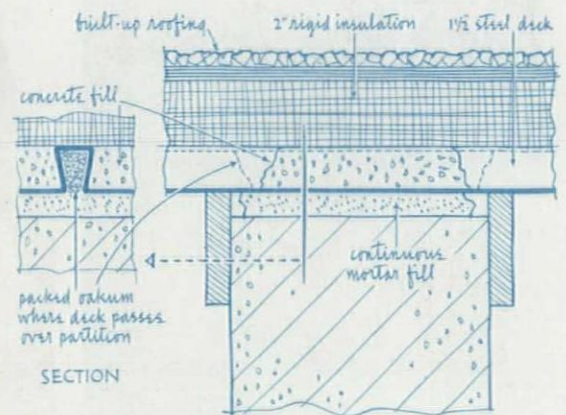 built-up roofing
2" rigid insulation
1½ steel deck
concrete fill
continuous
mortar fill
packed oakum
where deck passes
over partition
SECTION